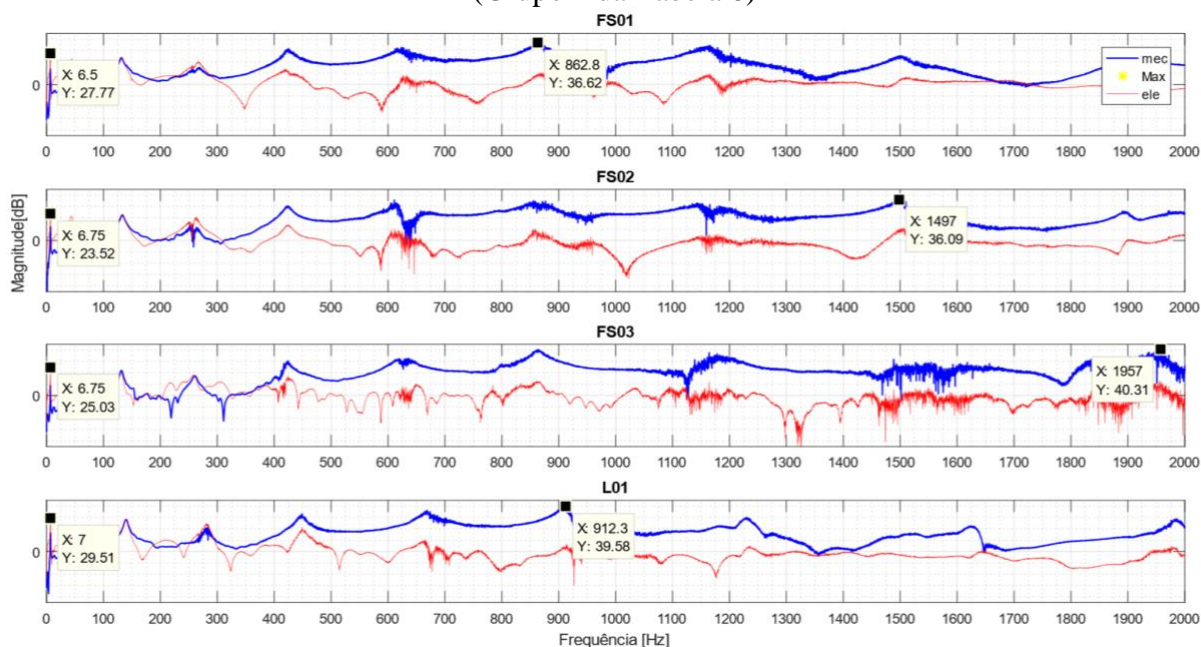 FS01
X: 6.5
Y: 27.77
X: 862.8
Y: 36.62
mec
Max
ele
0
0 100 200 300 400 500 600 700 800 900 1000 1100 1200 1300 1400 1500 1600 1700 1800 1900 2000
FS02
X: 6.75
Y: 23.52
X: 1497
Y: 36.09
0
0 100 200 300 400 500 600 700 800 900 1000 1100 1200 1300 1400 1500 1600 1700 1800 1900 2000
Magnitude[dB]
FS03
X: 6.75
Y: 25.03
X: 1957
Y: 40.31
0
0 100 200 300 400 500 600 700 800 900 1000 1100 1200 1300 1400 1500 1600 1700 1800 1900 2000
L01
X: 7
Y: 29.51
X: 912.3
Y: 39.58
0
0 100 200 300 400 500 600 700 800 900 1000 1100 1200 1300 1400 1500 1600 1700 1800 1900 2000
Frequência [Hz]